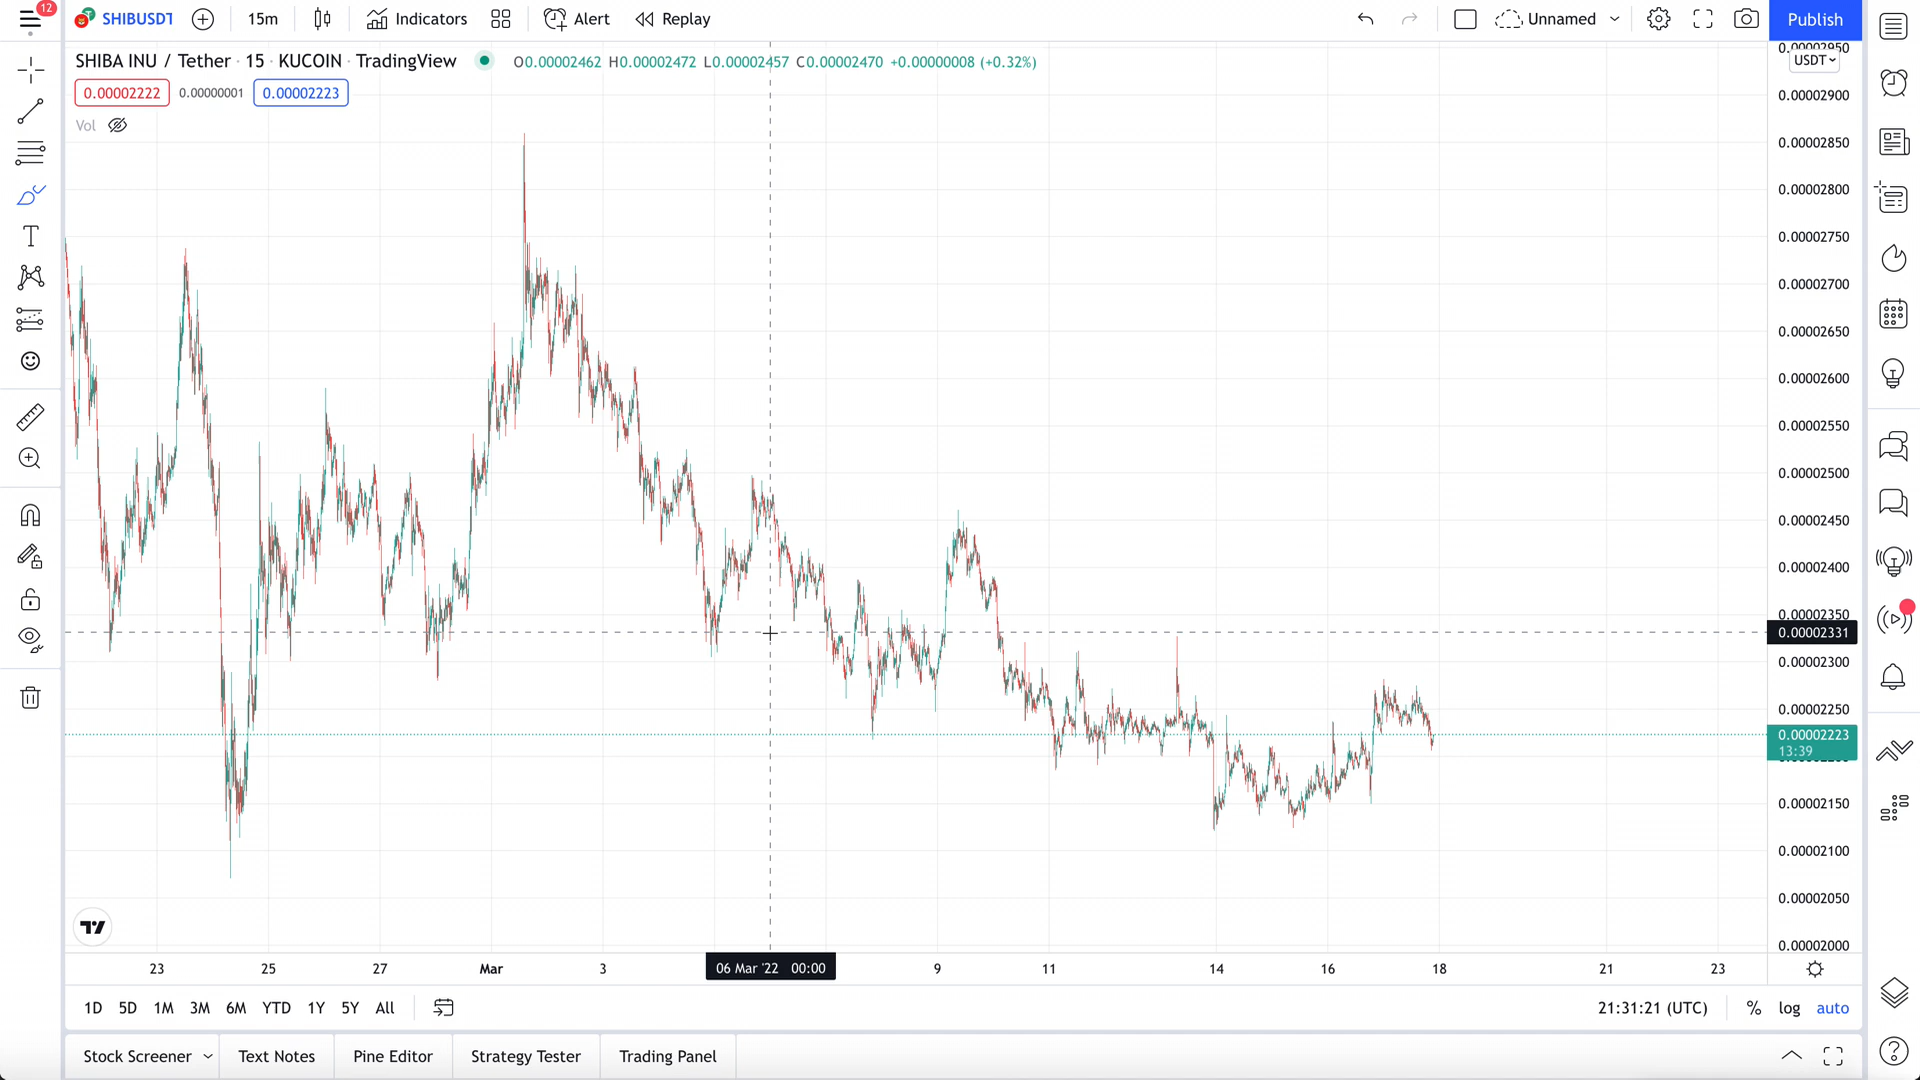 12
SHIBUSDT
15m
Indicators
Alert
Replay
Unnamed
Publish
SHIBA INU / Tether · 15 · KUCOIN · TradingView
O0.00002462 H0.00002472 L0.00002457 C0.00002470 +0.00000008 (+0.32%)
0.00002222
0.00000001
0.00002223
Vol
0.00002950
USDT
0.00002900
0.00002850
0.00002800
0.00002750
0.00002700
0.00002650
0.00002600
0.00002550
0.00002500
0.00002450
0.00002400
0.00002350
0.00002331
0.00002300
0.00002250
0.00002223
13:39
0.00002150
0.00002100
0.00002050
0.00002000
23
25
27
Mar
3
06 Mar '22 00:00
9
11
14
16
18
21
23
1D 5D 1M 3M 6M YTD 1Y 5Y All
21:31:21 (UTC)
%
log
auto
Stock Screener
Text Notes
Pine Editor
Strategy Tester
Trading Panel